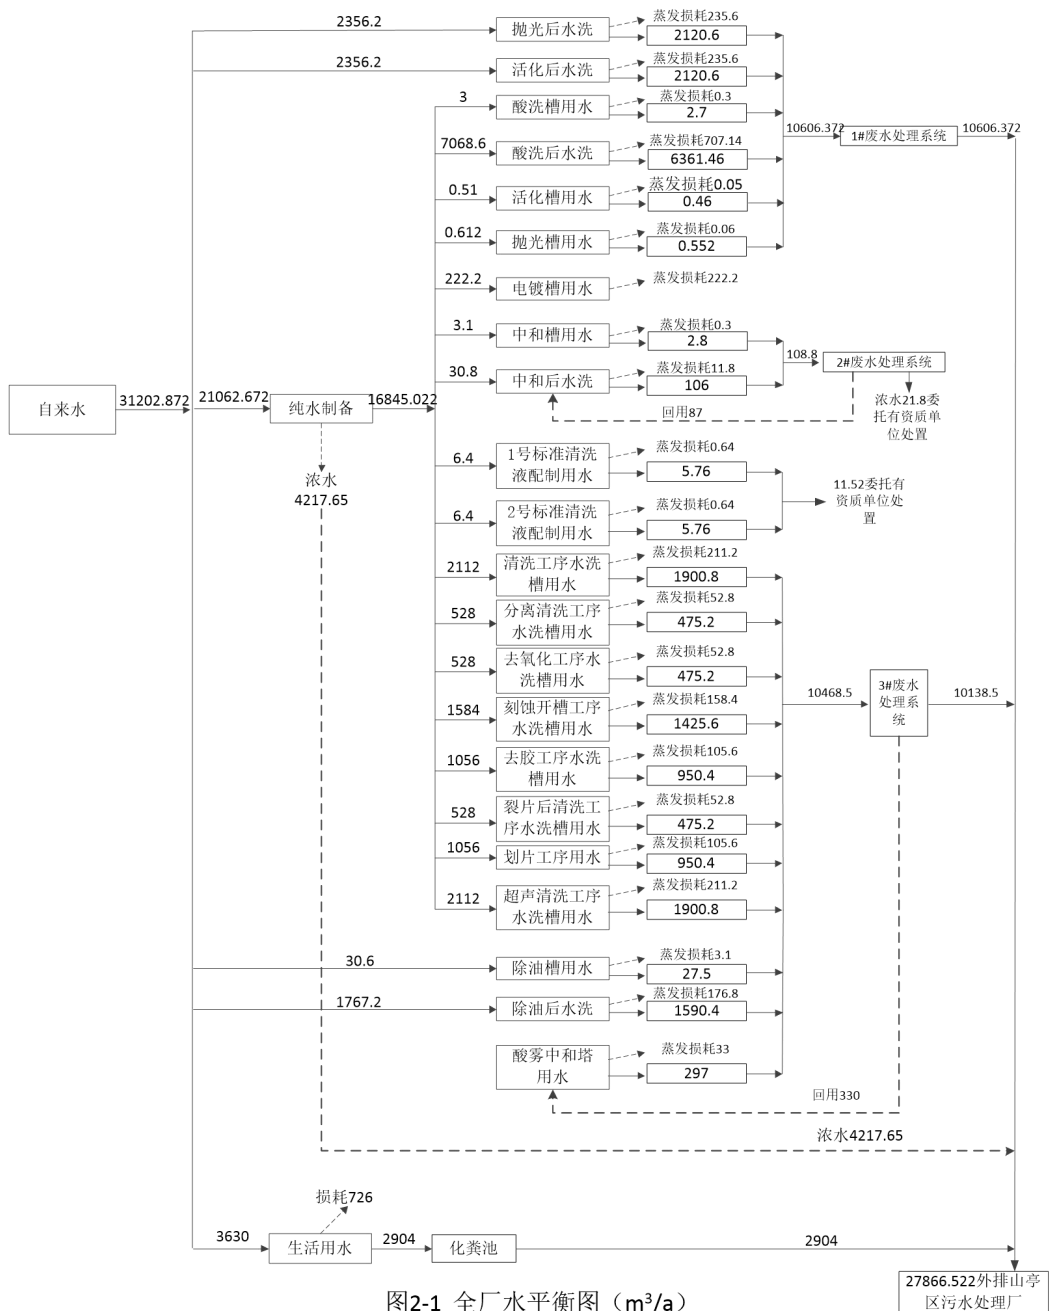 2356.2
抛光后水洗
蒸发损耗235.6
2120.6
2356.2
活化后水洗
蒸发损耗235.6
2120.6
3
酸洗槽用水
蒸发损耗0.3
2.7
10606.372
1#废水处理系统
10606.372
7068.6
酸洗后水洗
蒸发损耗707.14
6361.46
0.51
活化槽用水
蒸发损耗0.05
0.46
0.612
抛光槽用水
蒸发损耗0.06
0.552
222.2
电镀槽用水
蒸发损耗222.2
3.1
中和槽用水
蒸发损耗0.3
2.8
108.8
2#废水处理系统
30.8
中和后水洗
蒸发损耗11.8
106
回用87
浓水21.8委
托有资质单
位处置
自来水
31202.872
21062.672
纯水制备
16845.022
浓水
4217.65
6.4
1号标准清洗
液配制用水
蒸发损耗0.64
5.76
11.52委托有
资质单位处
置
6.4
2号标准清洗
液配制用水
蒸发损耗0.64
5.76
2112
清洗工序水洗
槽用水
蒸发损耗211.2
1900.8
528
分离清洗工序
水洗槽用水
蒸发损耗52.8
475.2
528
去氧化工序水
洗槽用水
蒸发损耗52.8
475.2
1584
刻蚀开槽工序
水洗槽用水
蒸发损耗158.4
1425.6
10468.5
3#废水
处理系
统
10138.5
1056
去胶工序水洗
槽用水
蒸发损耗105.6
950.4
528
裂片后清洗工
序水洗槽用水
蒸发损耗52.8
475.2
1056
划片工序用水
蒸发损耗105.6
950.4
2112
超声清洗工序
水洗槽用水
蒸发损耗211.2
1900.8
30.6
除油槽用水
蒸发损耗3.1
27.5
1767.2
除油后水洗
蒸发损耗176.8
1590.4
酸雾中和塔
用水
蒸发损耗33
297
回用330
浓水4217.65
损耗726
3630
生活用水
2904
化粪池
2904
27866.522外排山亭
区污水处理厂
图2-1 全厂水平衡图（m³/a）